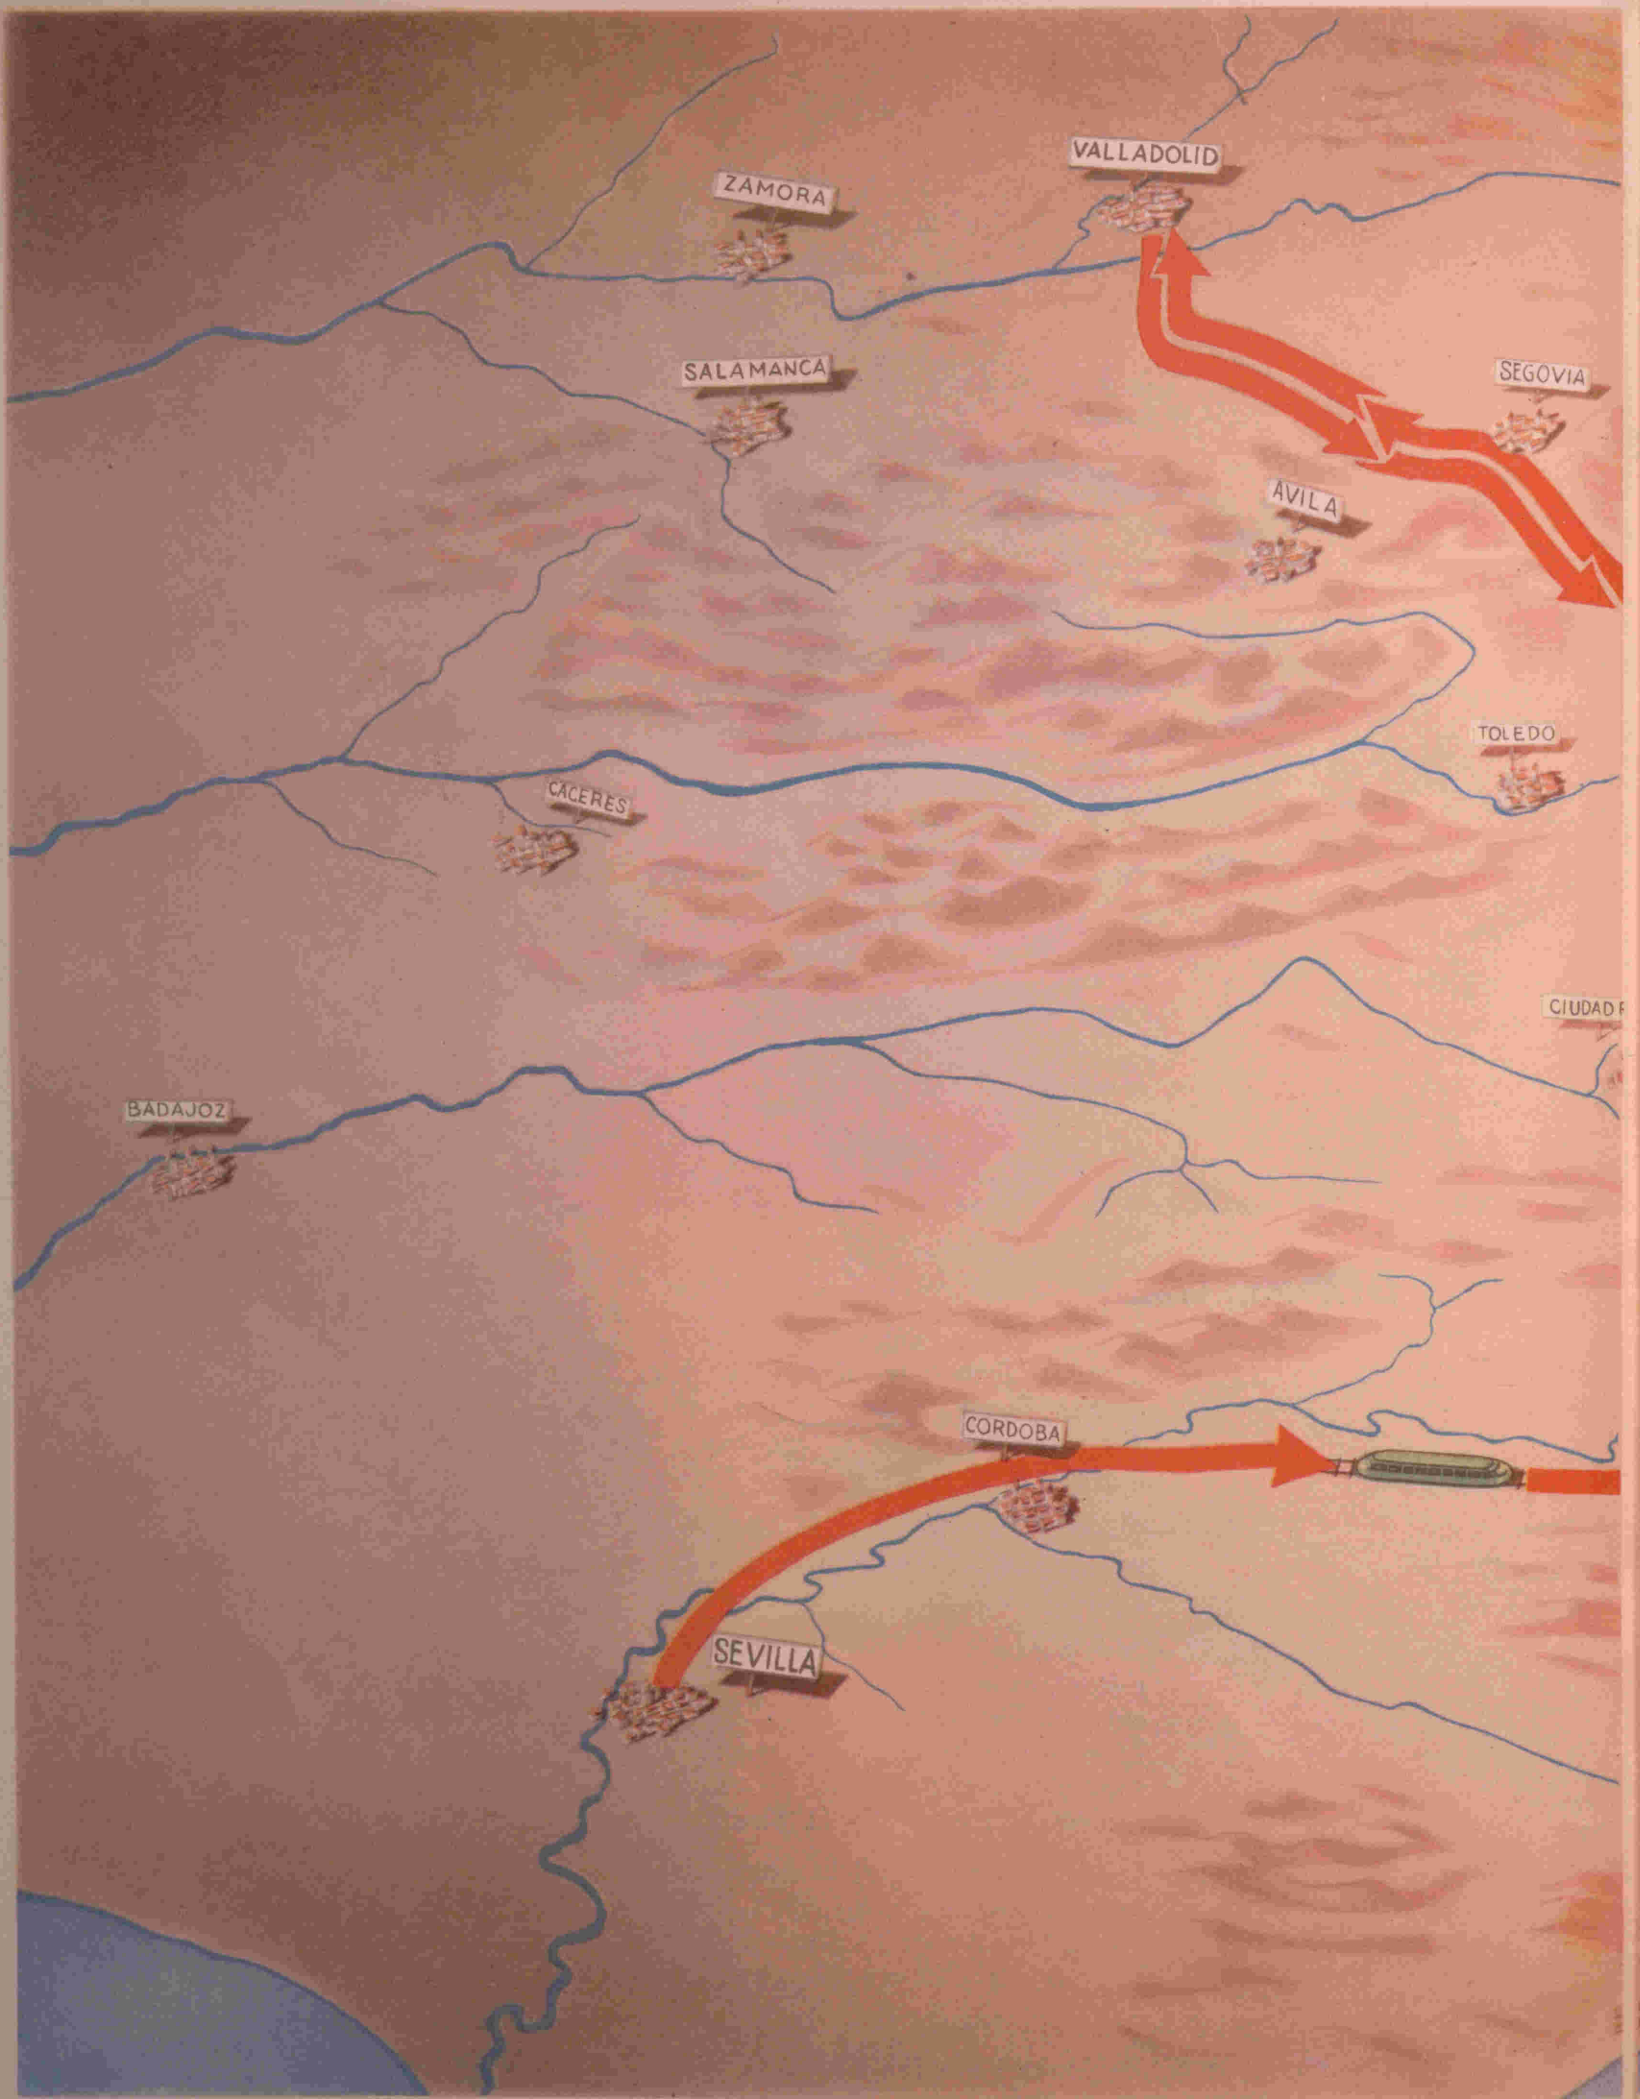 VALLADOLID
ZAMORA
SALAMANCA
SEGOVIA
AVILA
TOLEDO
CACERES
CIUDAD R
BADAJOZ
CORDOBA
SEVILLA